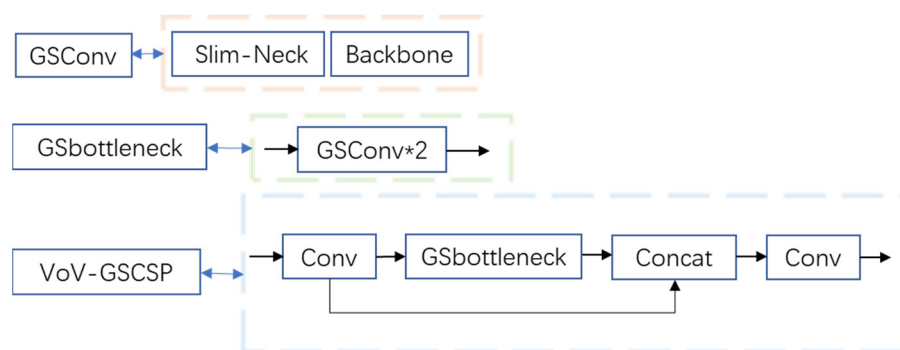 GSConv
Slim-Neck
Backbone
GSbottleneck
GSConv*2
VoV-GSCSP
Conv
GSbottleneck
Concat
Conv